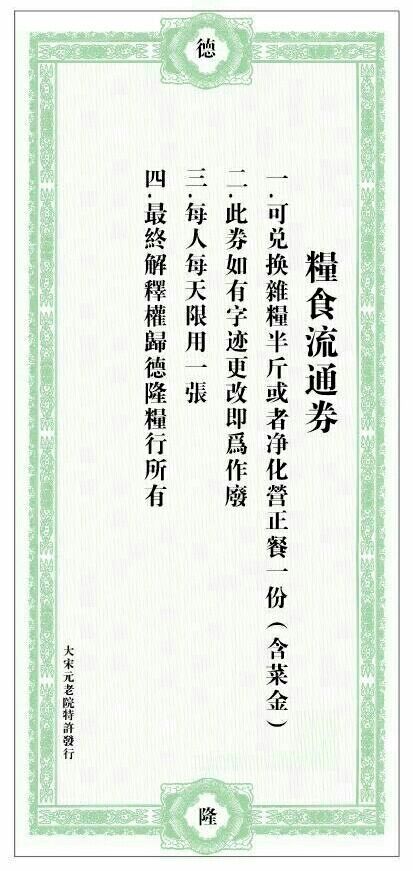 德
糧食流通券
一.可兑换雜糧半斤或者净化營正餐一份(含菜金)
二.此券如有字迹更改即爲作廢
三.每人每天限用一張
四.最終解釋權歸德隆糧行所有
大宋元老院特許發行
隆